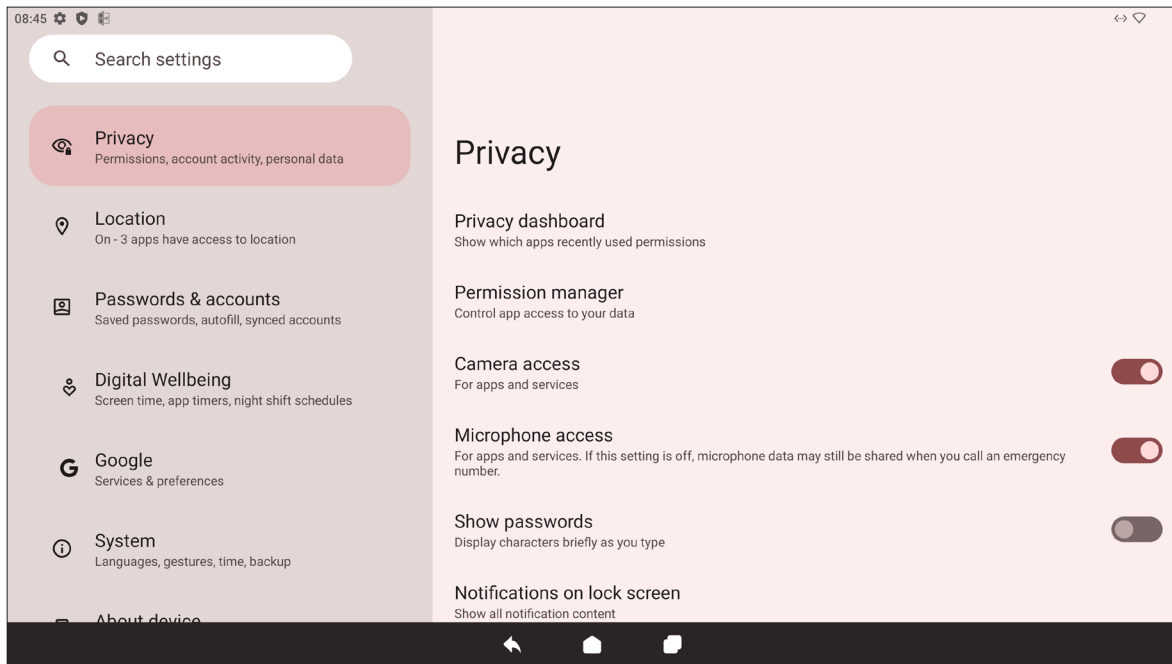 08:45
Search settings
Privacy
Permissions, account activity, personal data
Location
On - 3 apps have access to location
Passwords & accounts
Saved passwords, autofill, synced accounts
Digital Wellbeing
Screen time, app timers, night shift schedules
Google
Services & preferences
System
Languages, gestures, time, backup
About device
Privacy
Privacy dashboard
Show which apps recently used permissions
Permission manager
Control app access to your data
Camera access
For apps and services
Microphone access
For apps and services. If this setting is off, microphone data may still be shared when you call an emergency
number.
Show passwords
Display characters briefly as you type
Notifications on lock screen
Show all notification content